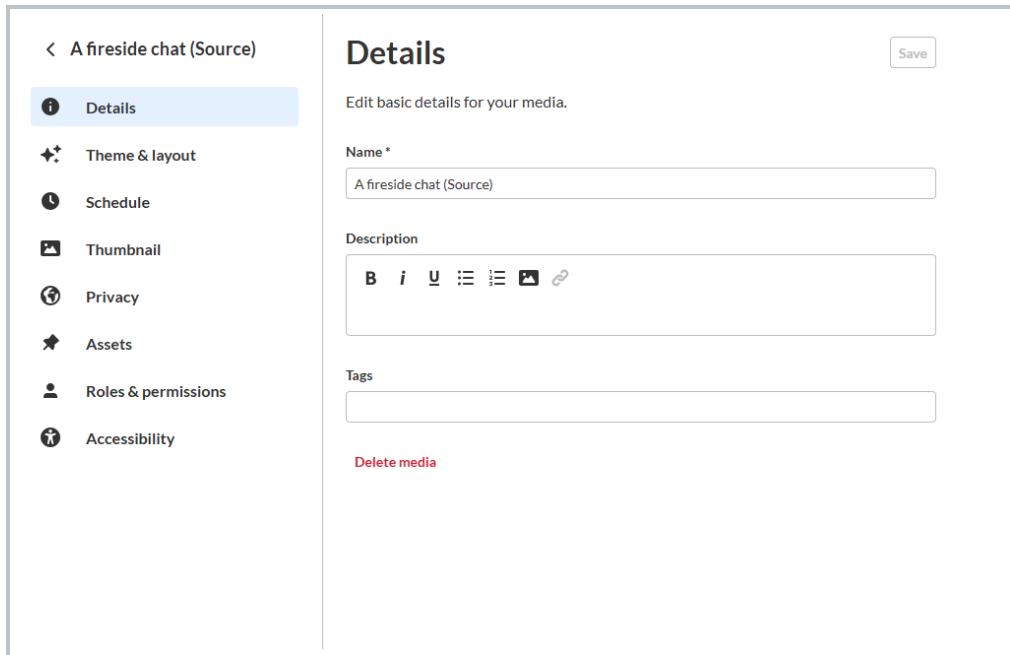 A fireside chat (Source)
Details
Theme & layout
Schedule
Thumbnail
Privacy
Assets
Roles & permissions
Accessibility
Details
Save
Edit basic details for your media.
Name *
A fireside chat (Source)
Description
B i U
Tags
Delete media